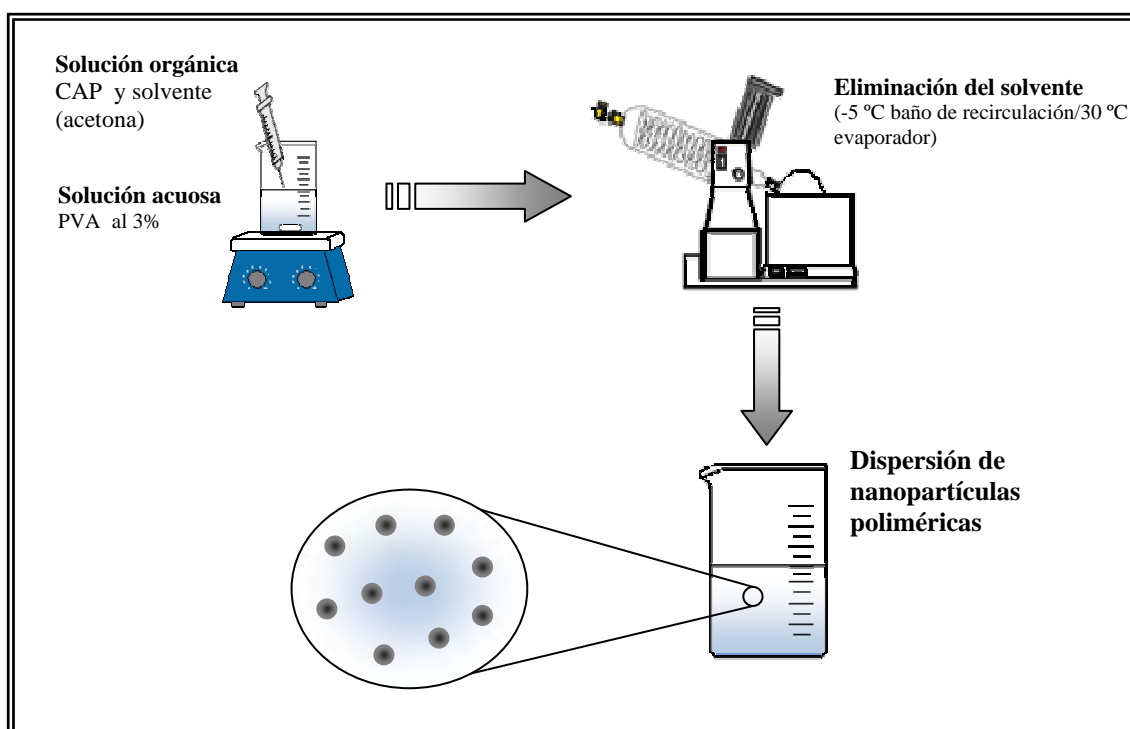 Solución orgánica
CAP y solvente
(acetona)
Solución acuosa
PVA al 3%
Eliminación del solvente
(-5 ºC baño de recirculación/30 ºC
evaporador)
Dispersión de
nanopartículas
poliméricas